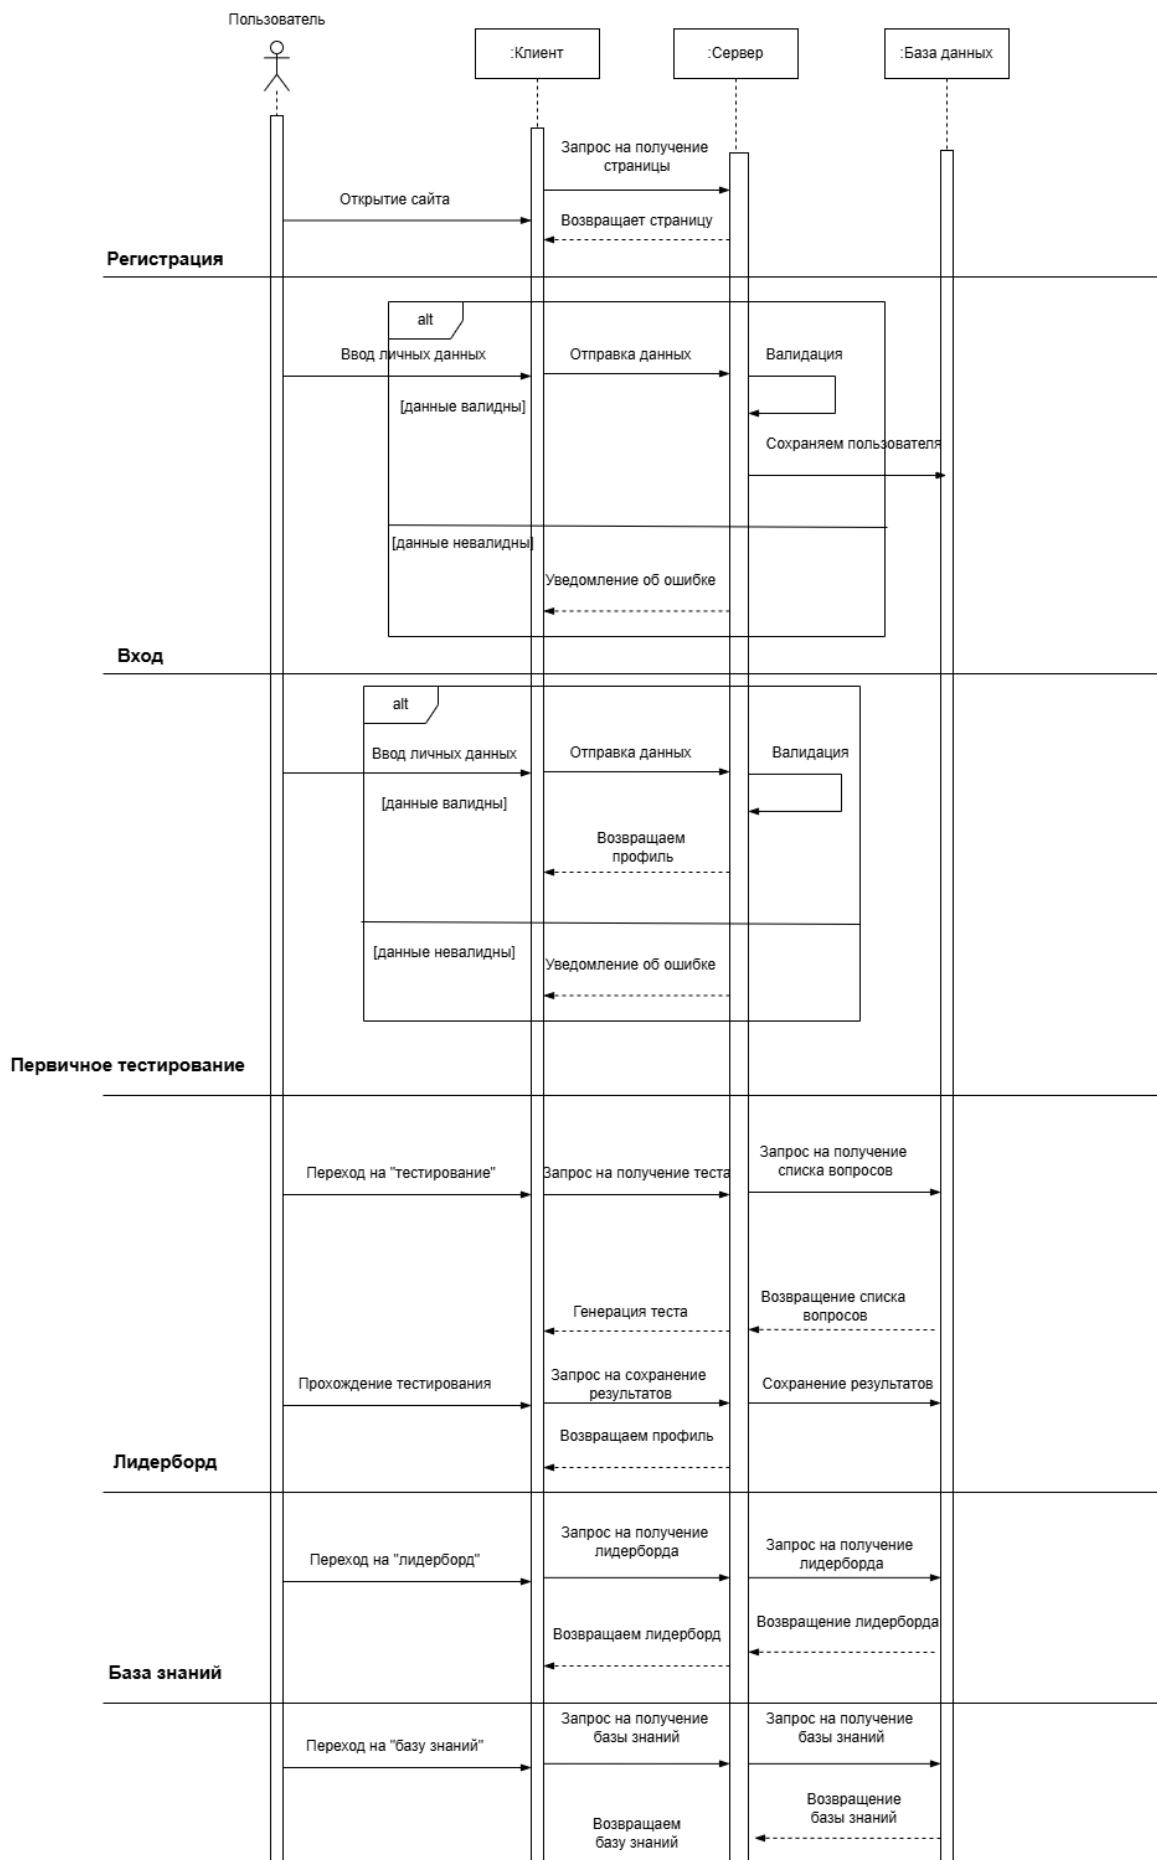 Пользователь
:Клиент
:Сервер
:База данных
Запрос на получение
страницы
Открытие сайта
Возвращает страницу
Регистрация
alt
Ввод личных данных
Отправка данных
Валидация
[данные валидны]
Сохраняем пользователя
[данные невалидны]
Уведомление об ошибке
Вход
alt
Ввод личных данных
Отправка данных
Валидация
[данные валидны]
Возвращаем
профиль
[данные невалидны]
Уведомление об ошибке
Первичное тестирование
Переход на "тестирование"
Запрос на получение теста
Запрос на получение
списка вопросов
Возвращение списка
вопросов
Генерация теста
Прохождение тестирования
Запрос на сохранение
результатов
Сохранение результатов
Возвращаем профиль
Лидерборд
Переход на "лидерборд"
Запрос на получение
лидерборда
Запрос на получение
лидерборда
Возвращение лидерборда
Возвращаем лидерборд
База знаний
Переход на "базу знаний"
Запрос на получение
базы знаний
Запрос на получение
базы знаний
Возвращение
базы знаний
Возвращаем
базу знаний